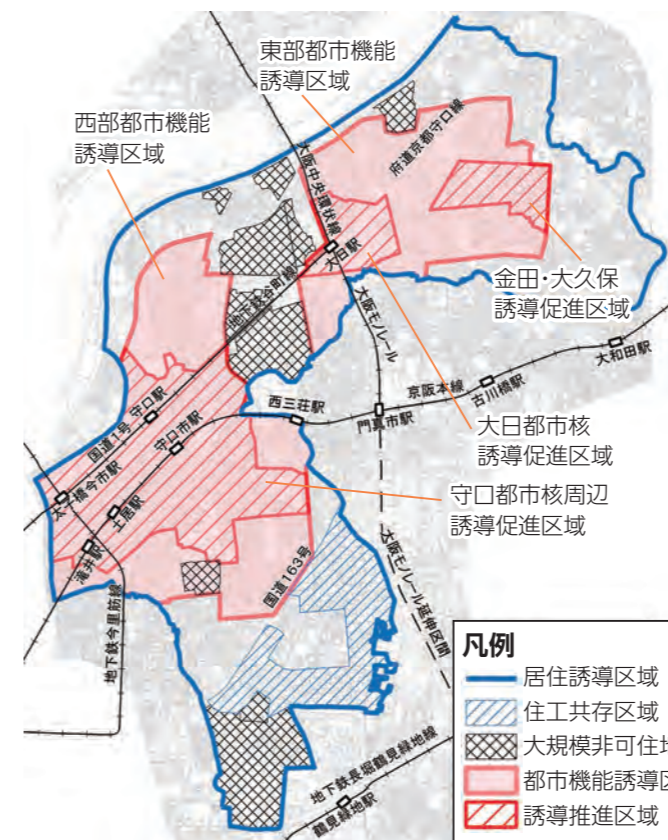 東部都市機能
誘導区域
西部都市機能
誘導区域
府道京都守口線
大阪中央環状線
大日駅
地下鉄谷町線
金田・大久保
誘導促進区域
大阪モノレール
大和田駅
京阪本線
古川橋駅
西三荘駅
門真市駅
国道1号
守口駅
守口市駅
大日都市核
誘導促進区域
太子橋今市駅
土居駅
守口都市核周辺
誘導促進区域
滝井駅
国道163号
大阪モノレール延伸区間
地下鉄今里筋線
地下鉄長堀鶴見緑地線
鶴見緑地駅
凡例
居住誘導区域
住工共存区域
大規模非可住地
都市機能誘導区
誘導推進区域